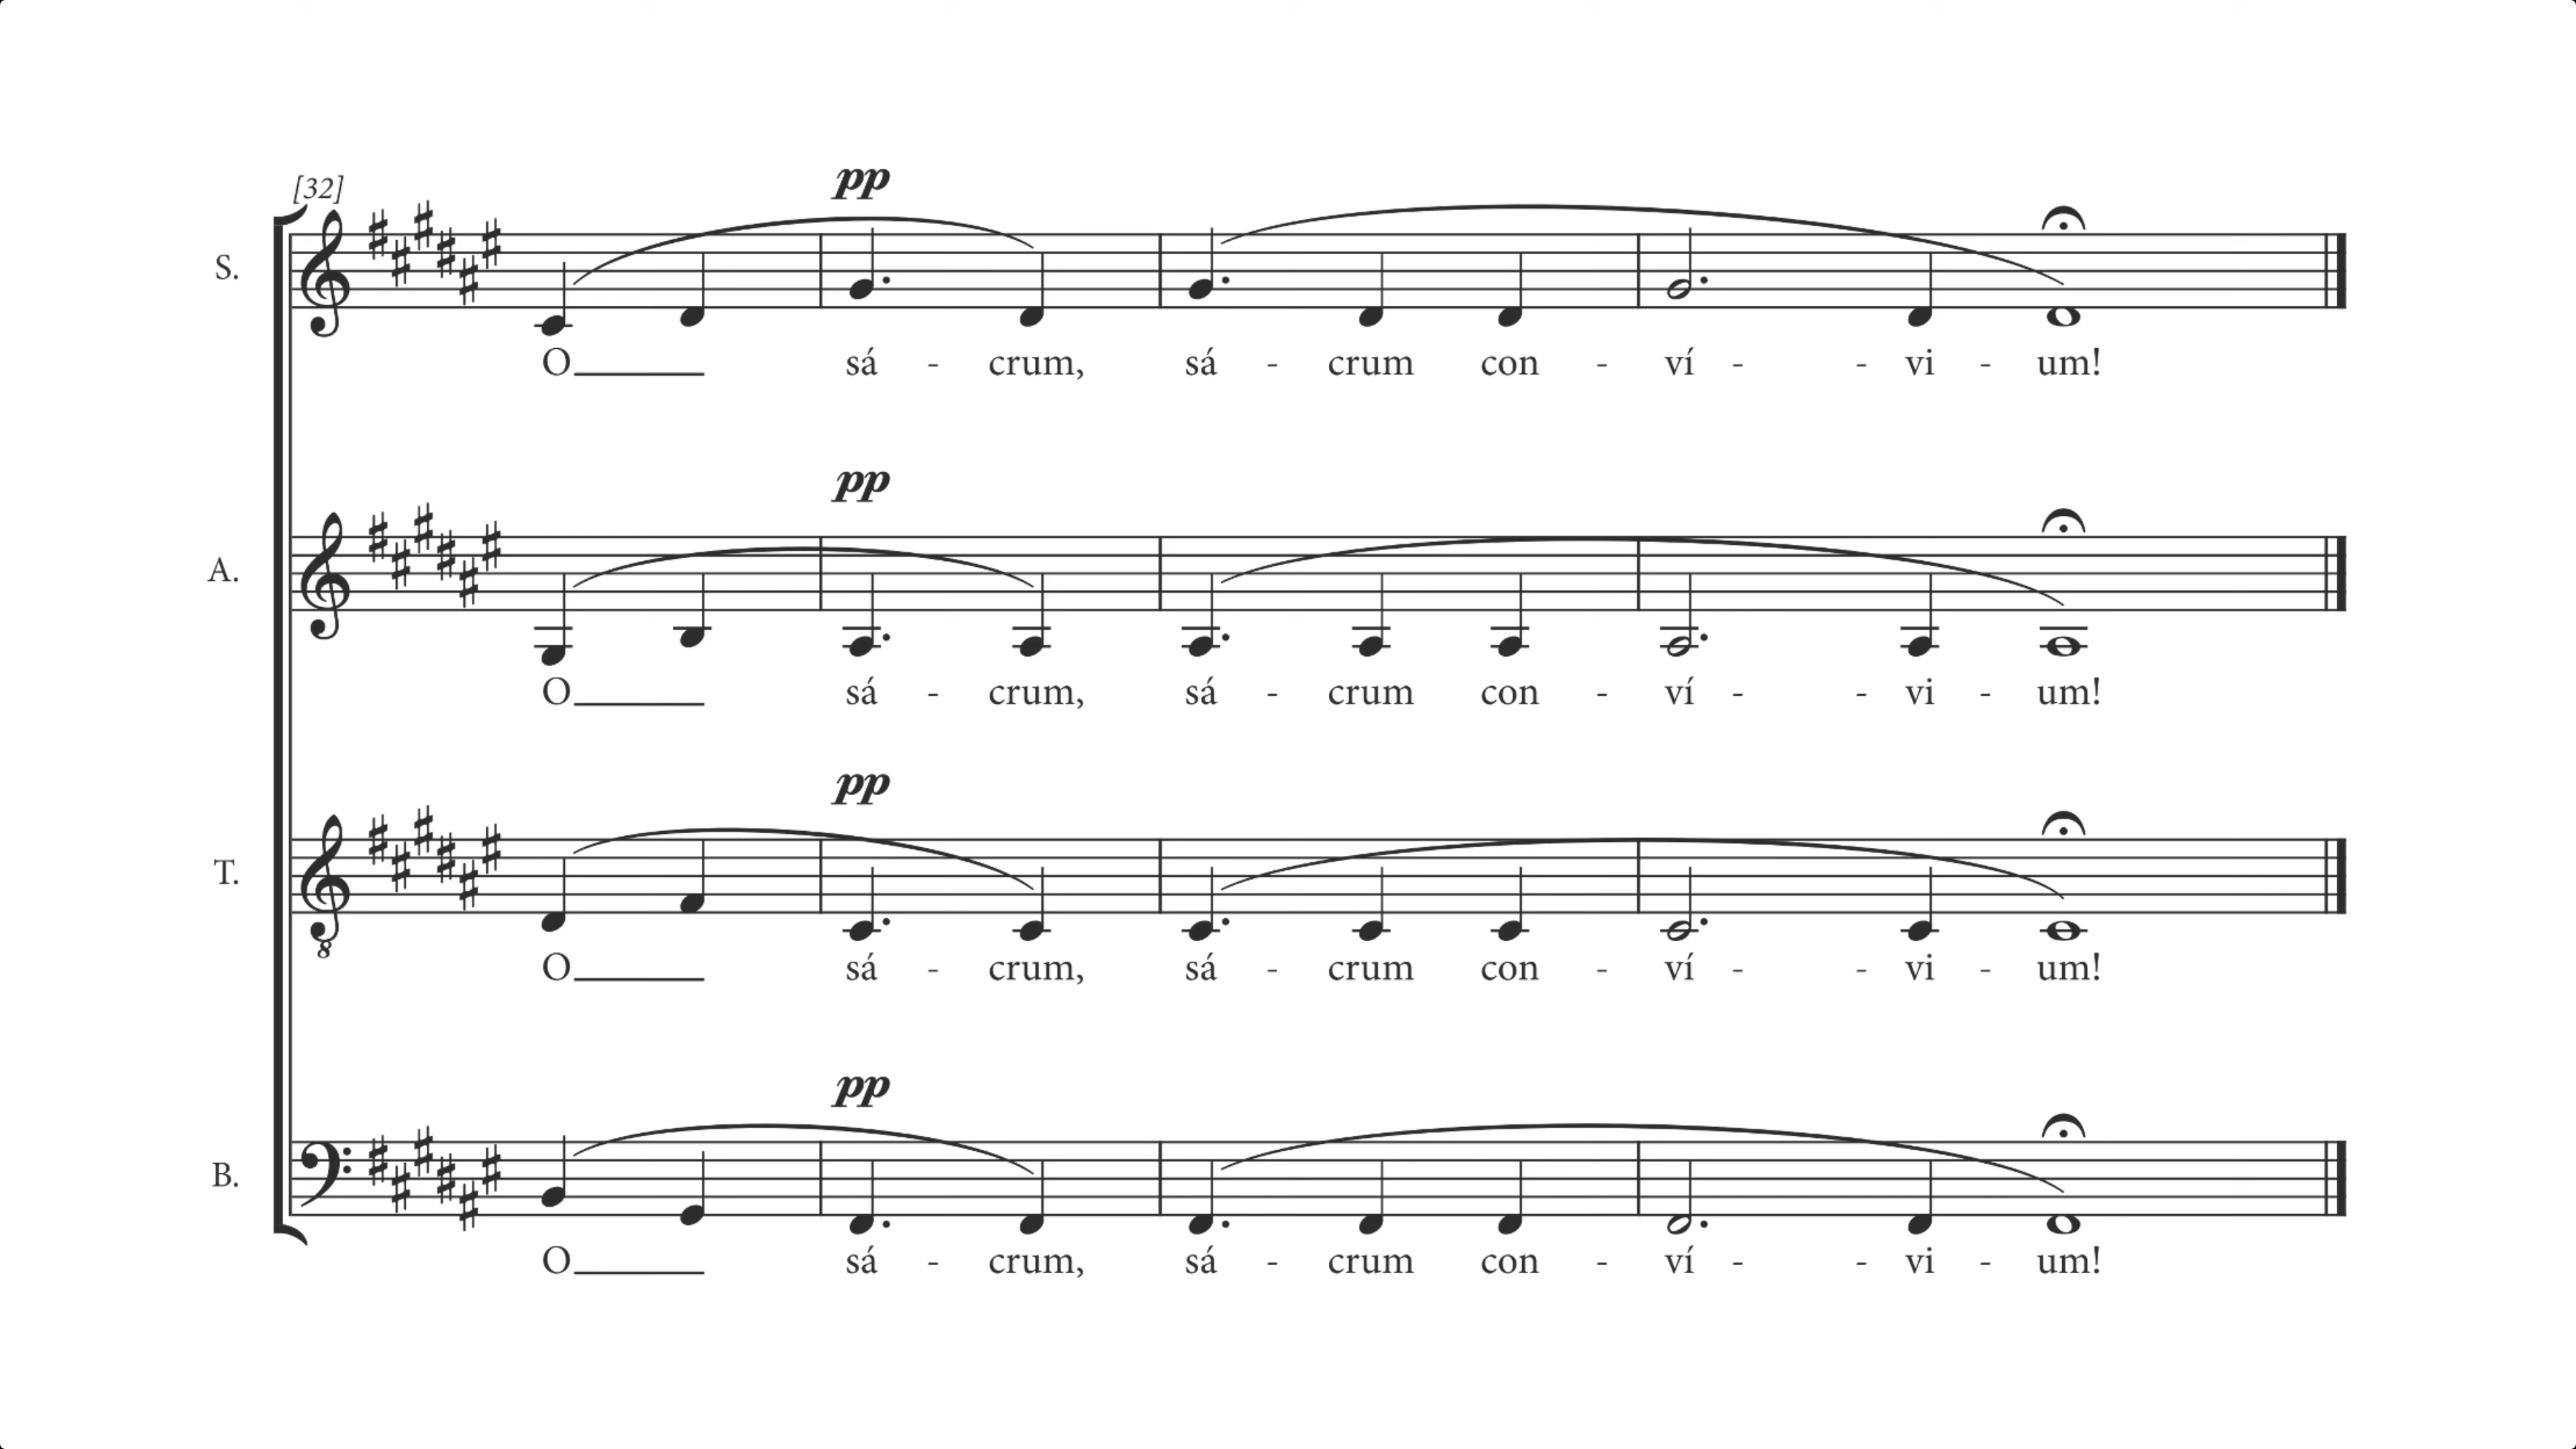 [32]
pp
S.
O sá - crum, sá - crum con - ví - - vi - um!
pp
A.
O sá - crum, sá - crum con - ví - - vi - um!
pp
T.
8
O sá - crum, sá - crum con - ví - - vi - um!
pp
B.
O sá - crum, sá - crum con - ví - - vi - um!